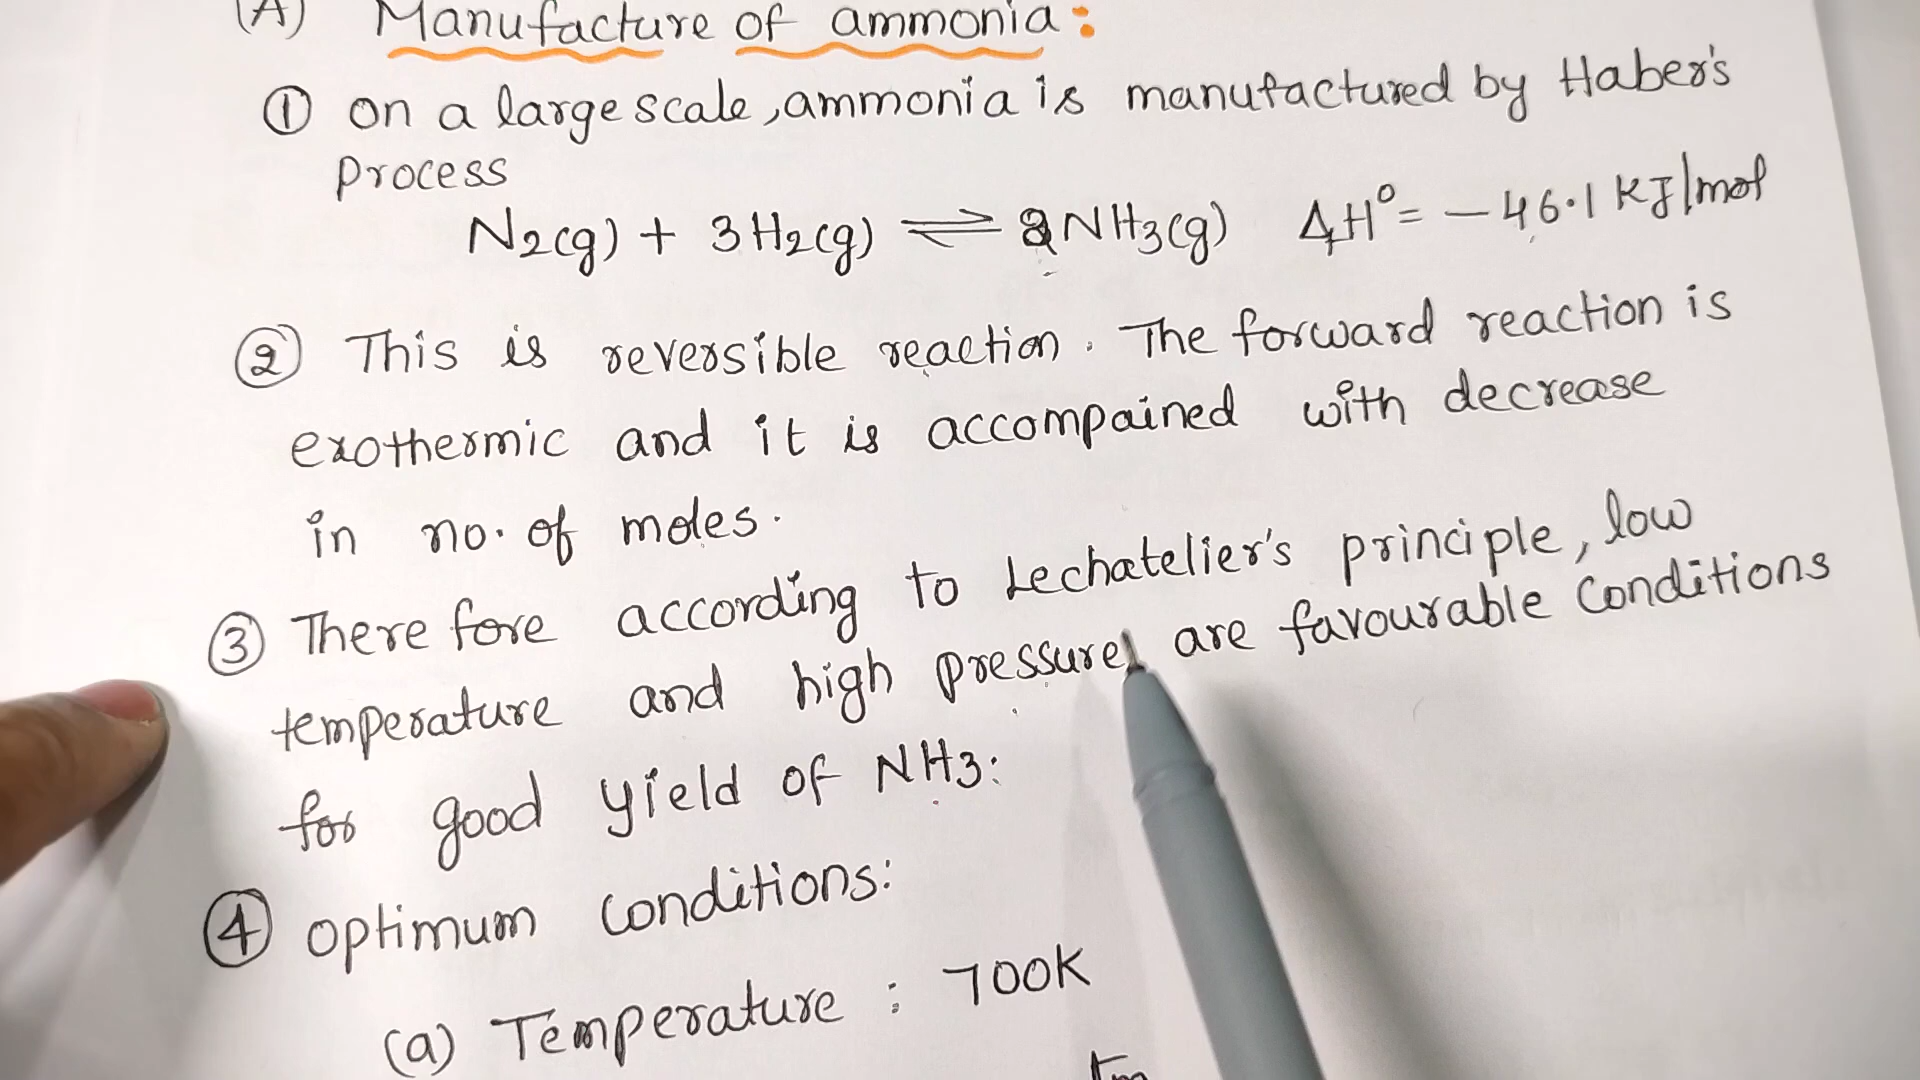 (A) Manufacture of ammonia:
① on a large scale, ammonia is manufactured by Haber's
process
N2(g) + 3H2(g) ⇌ 2NH3(g) ΔH° = -46.1 KJ/mol
② This is reversible reaction. The forward reaction is
exothermic and it is accompained with decrease
in no. of moles.
③ There fore according to Lechatelier's principle, low
temperature and high pressure are favourable conditions
for good yield of NH3:
④ optimum conditions:
(a) Temperature : 700K